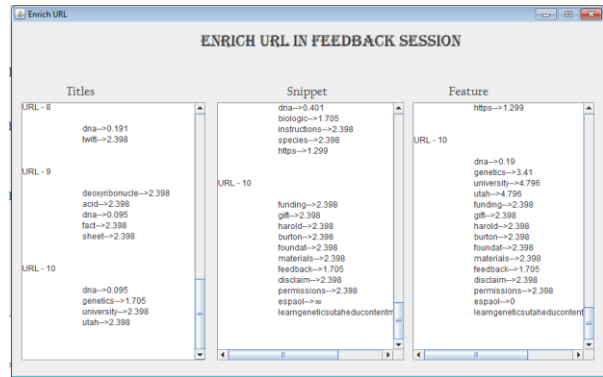 Enrich URL
ENRICH URL IN FEEDBACK SESSION
Titles
Snippet
Feature
URL - 8
dna-->0.191
twitt-->2.398
URL - 9
deoxyribonucle-->2.398
acid-->2.398
dna-->0.095
fact-->2.398
sheet-->2.398
URL - 10
dna-->0.095
genetics-->1.705
university-->2.398
utah-->2.398
dna-->0.401
biologic-->1.705
instructions-->2.398
species-->2.398
https-->1.299
URL - 10
funding-->2.398
gift-->2.398
harold-->2.398
burton-->2.398
foundat-->2.398
materials-->2.398
feedback-->1.705
disclaim-->2.398
permissions-->2.398
espaol-->∞
learngeneticsutaheducontentm
https-->1.299
URL - 10
dna-->0.19
genetics-->3.41
university-->4.796
utah-->4.796
funding-->2.398
gift-->2.398
harold-->2.398
burton-->2.398
foundat-->2.398
materials-->2.398
feedback-->1.705
disclaim-->2.398
permissions-->2.398
espaol-->0
learngeneticsutaheducontent